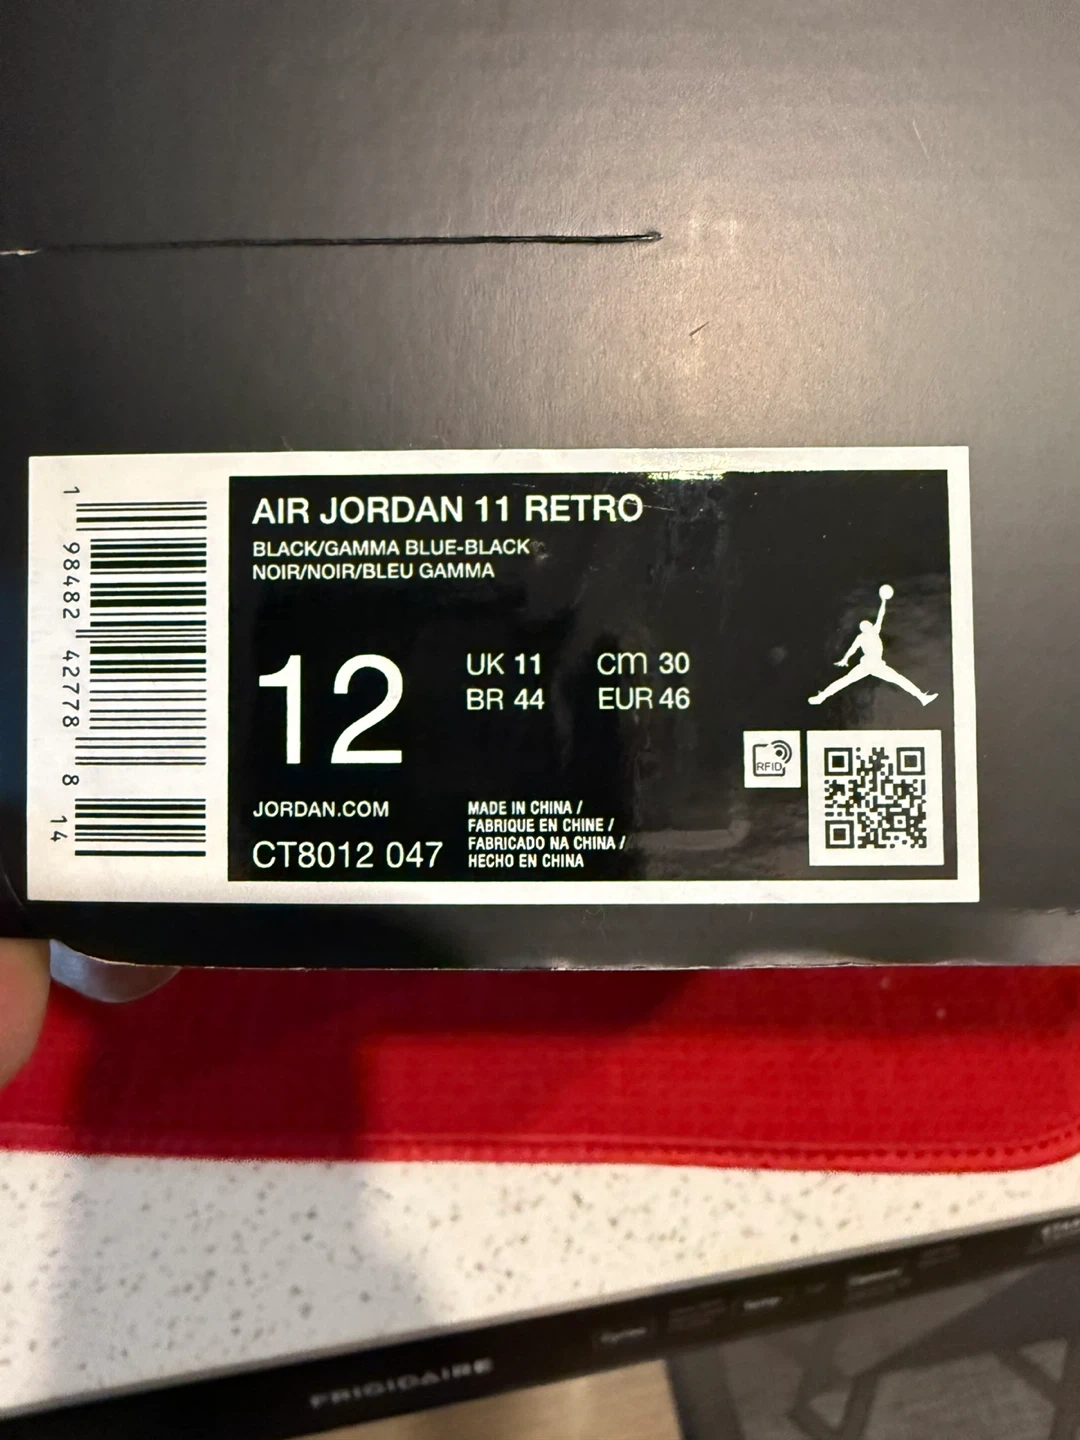 AIR JORDAN 11 RETRO
BLACK/GAMMA BLUE-BLACK
NOIR/NOIR/BLEU GAMMA
12
UK 11
BR 44
cm 30
EUR 46
RFID
JORDAN.COM
CT8012 047
MADE IN CHINA /
FABRIQUE EN CHINE /
FABRICADO NA CHINA /
HECHO EN CHINA
1 98482 42778 8 14
FRIGIDAIRE